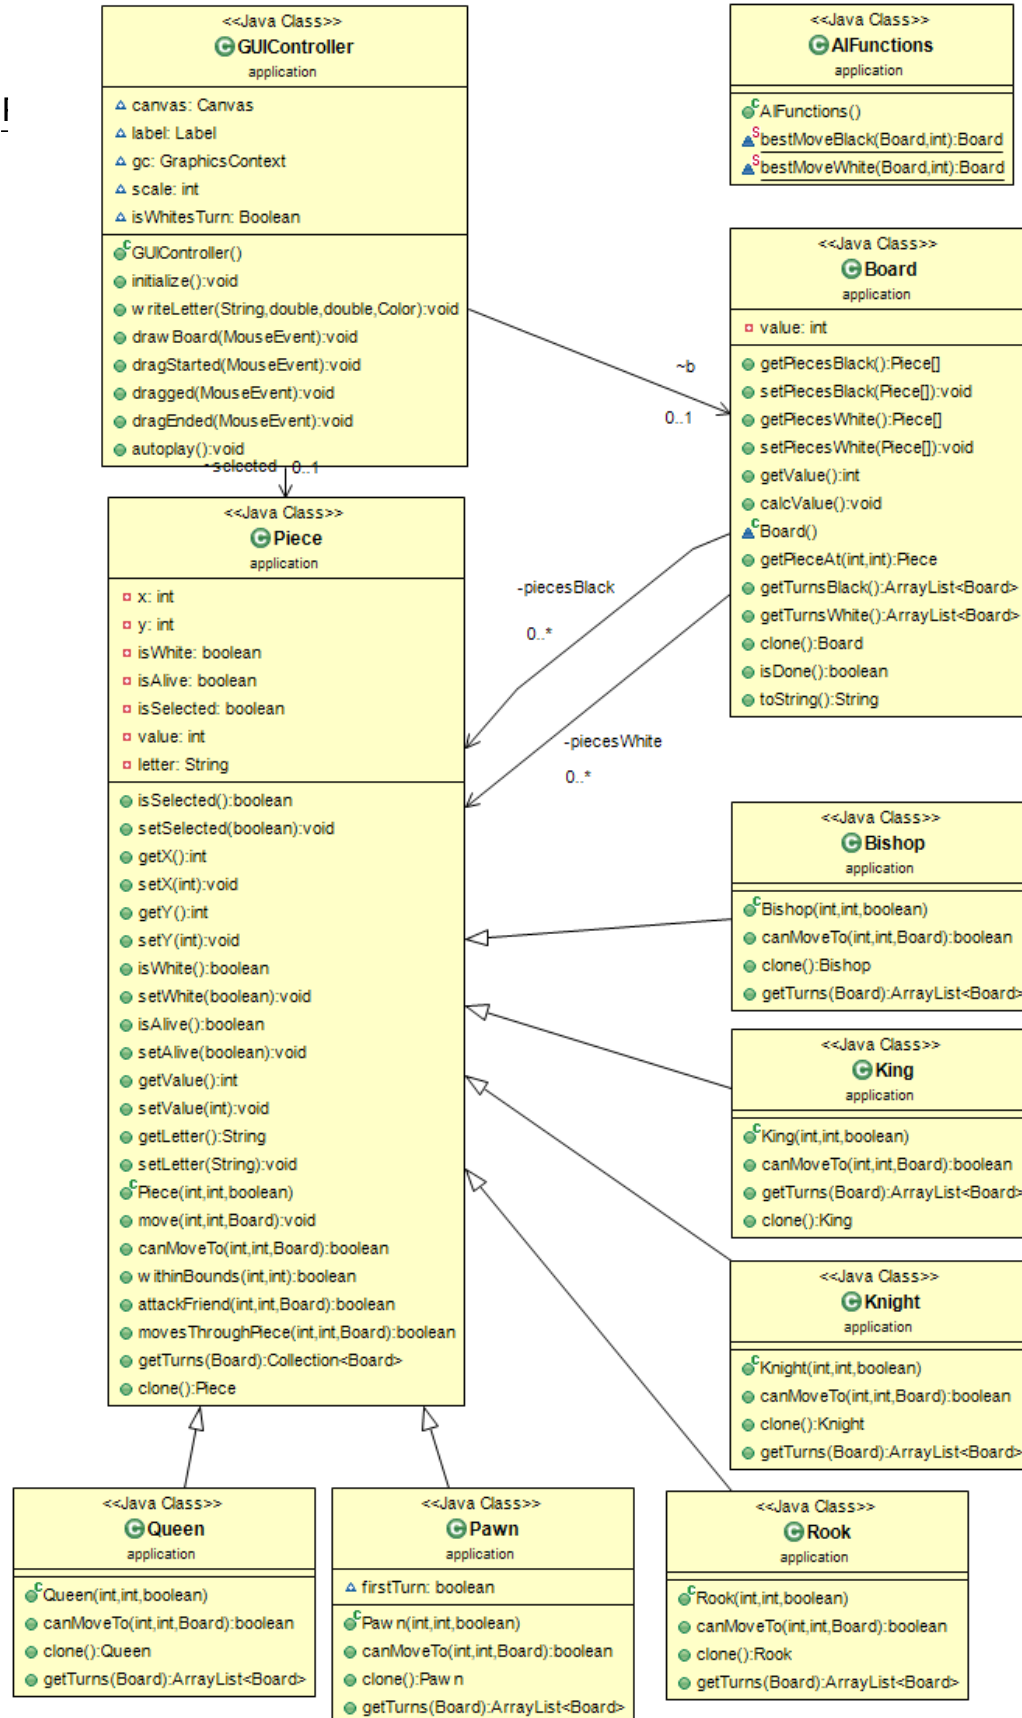 <<Java Class>>
GUIController
application
canvas: Canvas
label: Label
gc: GraphicsContext
scale: int
isWhitesTurn: Boolean
GUIController()
initialize():void
writeLetter(String,double,double,Color):void
drawBoard(MouseEvent):void
dragStarted(MouseEvent):void
dragged(MouseEvent):void
dragEnded(MouseEvent):void
autoplay():void
<<Java Class>>
AIFunctions
application
AIFunctions()
bestMoveBlack(Board,int):Board
bestMoveWhite(Board,int):Board
~b
0..1
~selected 0..1
<<Java Class>>
Board
application
value: int
getPiecesBlack():Piece[]
setPiecesBlack(Piece[]):void
getPiecesWhite():Piece[]
setPiecesWhite(Piece[]):void
getValue():int
calcValue():void
Board()
getPieceAt(int,int):Piece
getTurnsBlack():ArrayList<Board>
getTurnsWhite():ArrayList<Board>
clone():Board
isDone():boolean
toString():String
-piecesBlack
0..*
-piecesWhite
0..*
<<Java Class>>
Piece
application
x: int
y: int
isWhite: boolean
isAlive: boolean
isSelected: boolean
value: int
letter: String
isSelected():boolean
setSelected(boolean):void
getX():int
setX(int):void
getY():int
setY(int):void
isWhite():boolean
setWhite(boolean):void
isAlive():boolean
setAlive(boolean):void
getValue():int
setValue(int):void
getLetter():String
setLetter(String):void
Piece(int,int,boolean)
move(int,int,Board):void
canMoveTo(int,int,Board):boolean
withinBounds(int,int):boolean
attackFriend(int,int,Board):boolean
movesThroughPiece(int,int,Board):boolean
getTurns(Board):Collection<Board>
clone():Piece
<<Java Class>>
Bishop
application
Bishop(int,int,boolean)
canMoveTo(int,int,Board):boolean
clone():Bishop
getTurns(Board):ArrayList<Board>
<<Java Class>>
King
application
King(int,int,boolean)
canMoveTo(int,int,Board):boolean
getTurns(Board):ArrayList<Board>
clone():King
<<Java Class>>
Knight
application
Knight(int,int,boolean)
canMoveTo(int,int,Board):boolean
clone():Knight
getTurns(Board):ArrayList<Board>
<<Java Class>>
Queen
application
Queen(int,int,boolean)
canMoveTo(int,int,Board):boolean
clone():Queen
getTurns(Board):ArrayList<Board>
<<Java Class>>
Pawn
application
firstTurn: boolean
Pawn(int,int,boolean)
canMoveTo(int,int,Board):boolean
clone():Pawn
getTurns(Board):ArrayList<Board>
<<Java Class>>
Rook
application
Rook(int,int,boolean)
canMoveTo(int,int,Board):boolean
clone():Rook
getTurns(Board):ArrayList<Board>